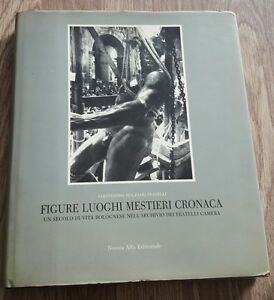 FIGURE LUOGHI MESTIERI CRONACA
UN SECOLO DI VITA BOLOGNESE NELL'ARCHIVIO DEI FRATELLI CAMERA
Nuova Alfa Editoriale